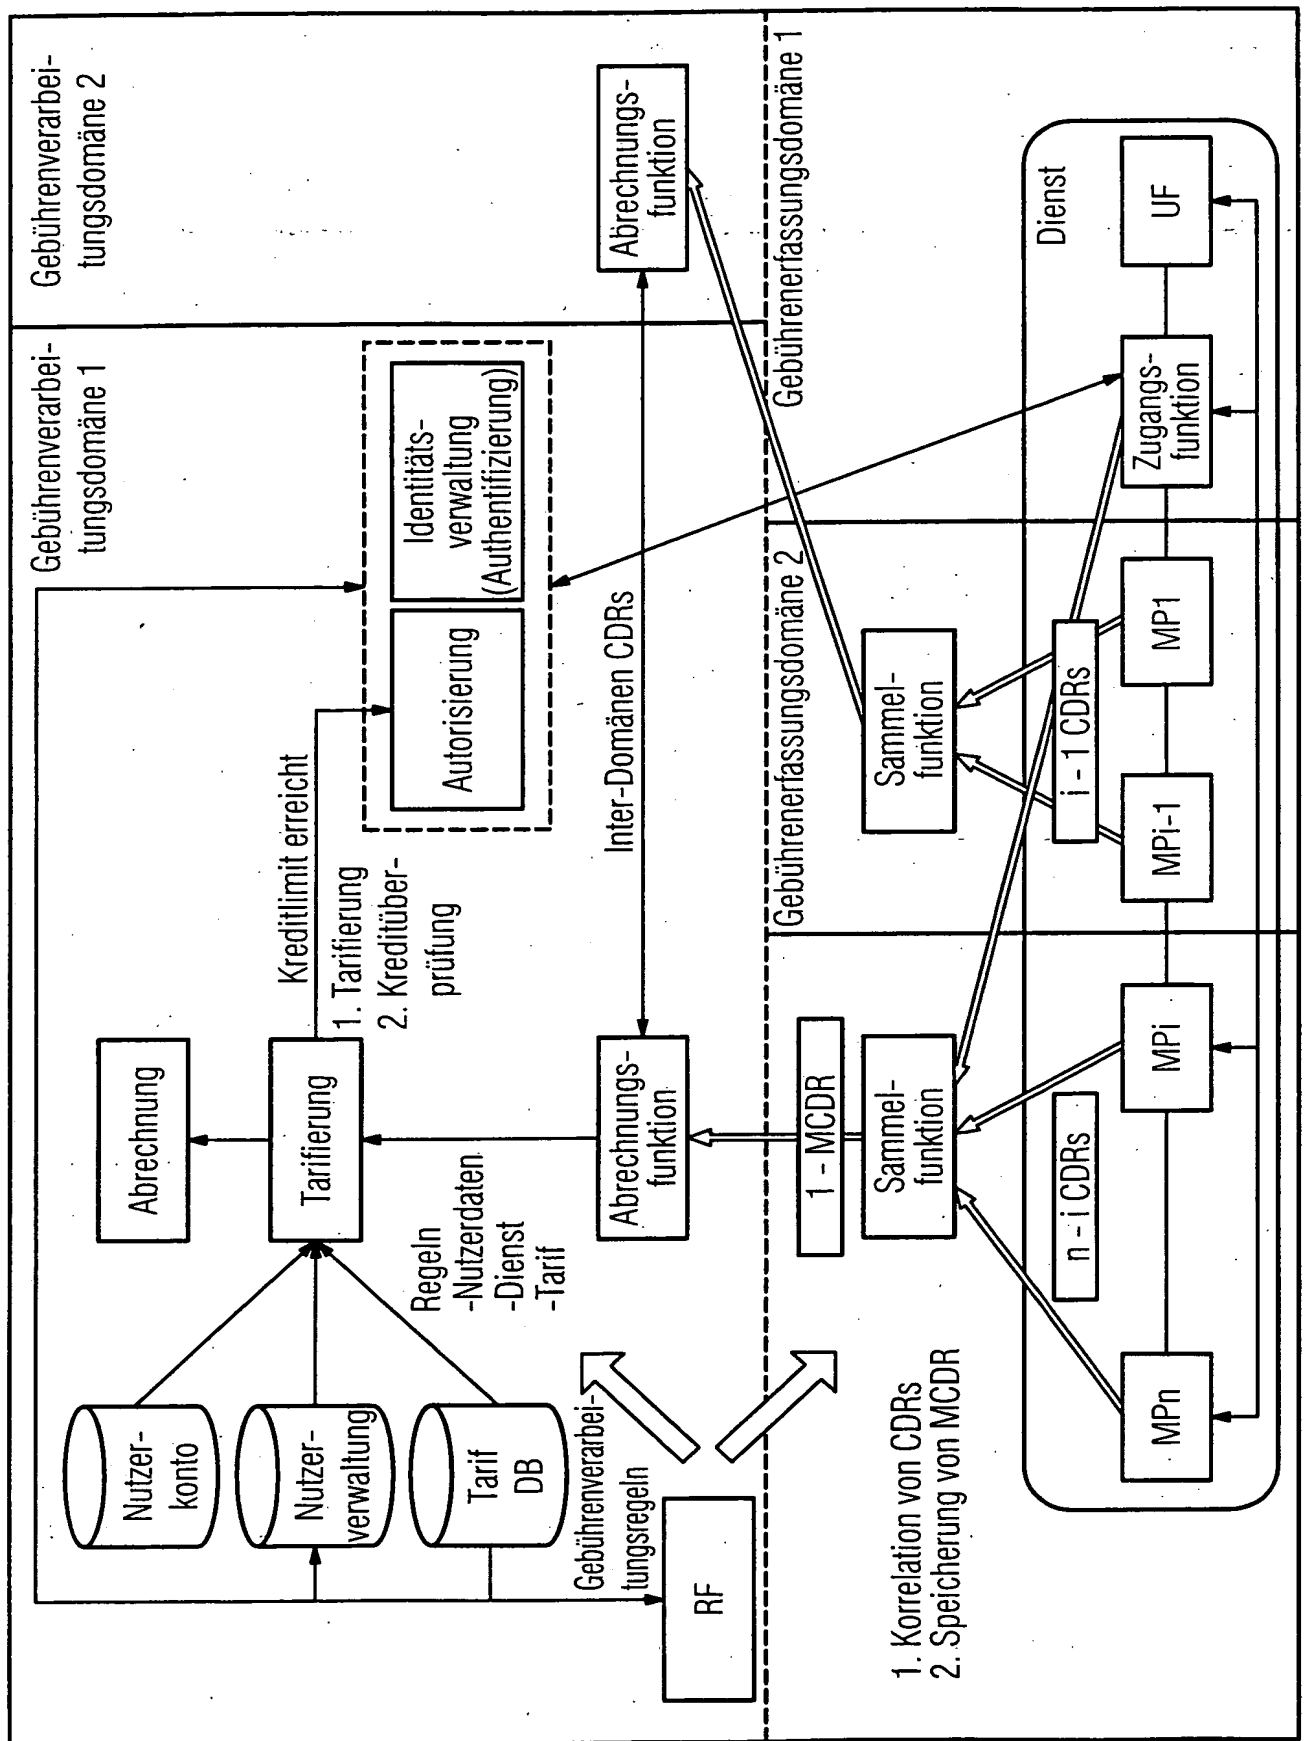 Gebührenverarbei-
tungsdomäne 1
Gebührenverarbei-
tungsdomäne 2
Nutzer-
konto
Nutzer-
verwaltung
Tarif
DB
Abrechnung
Tarifierung
Kreditlimit erreicht
1. Tarifierung
2. Kreditüber-
prüfung
Autorisierung
Identitäts-
verwaltung
(Authentifizierung)
Regeln
-Nutzerdaten
-Dienst
-Tarif
Gebührenverarbei-
tungsregeln
RF
Abrechnungs-
funktion
Inter-Domänen CDRs
Abrechnungs-
funktion
Gebührenerfassungsdomäne 2
Gebührenerfassungsdomäne 1
1 - MCDR
1. Korrelation von CDRs
2. Speicherung von MCDR
Sammel-
funktion
Sammel-
funktion
Dienst
n - i CDRs
i - 1 CDRs
MPn
MPi
MPi-1
MP1
Zugangs-
funktion
UF